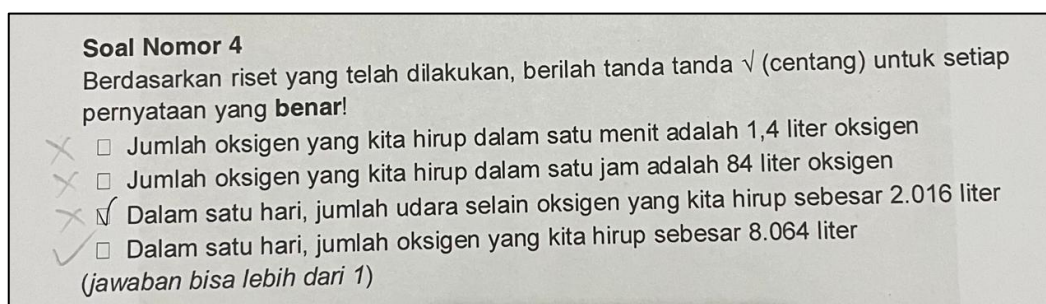 Soal Nomor 4
Berdasarkan riset yang telah dilakukan, berilah tanda tanda √ (centang) untuk setiap
pernyataan yang benar!
✗ □ Jumlah oksigen yang kita hirup dalam satu menit adalah 1,4 liter oksigen
✗ □ Jumlah oksigen yang kita hirup dalam satu jam adalah 84 liter oksigen
✗ ☑ Dalam satu hari, jumlah udara selain oksigen yang kita hirup sebesar 2.016 liter
✓ □ Dalam satu hari, jumlah oksigen yang kita hirup sebesar 8.064 liter
(jawaban bisa lebih dari 1)